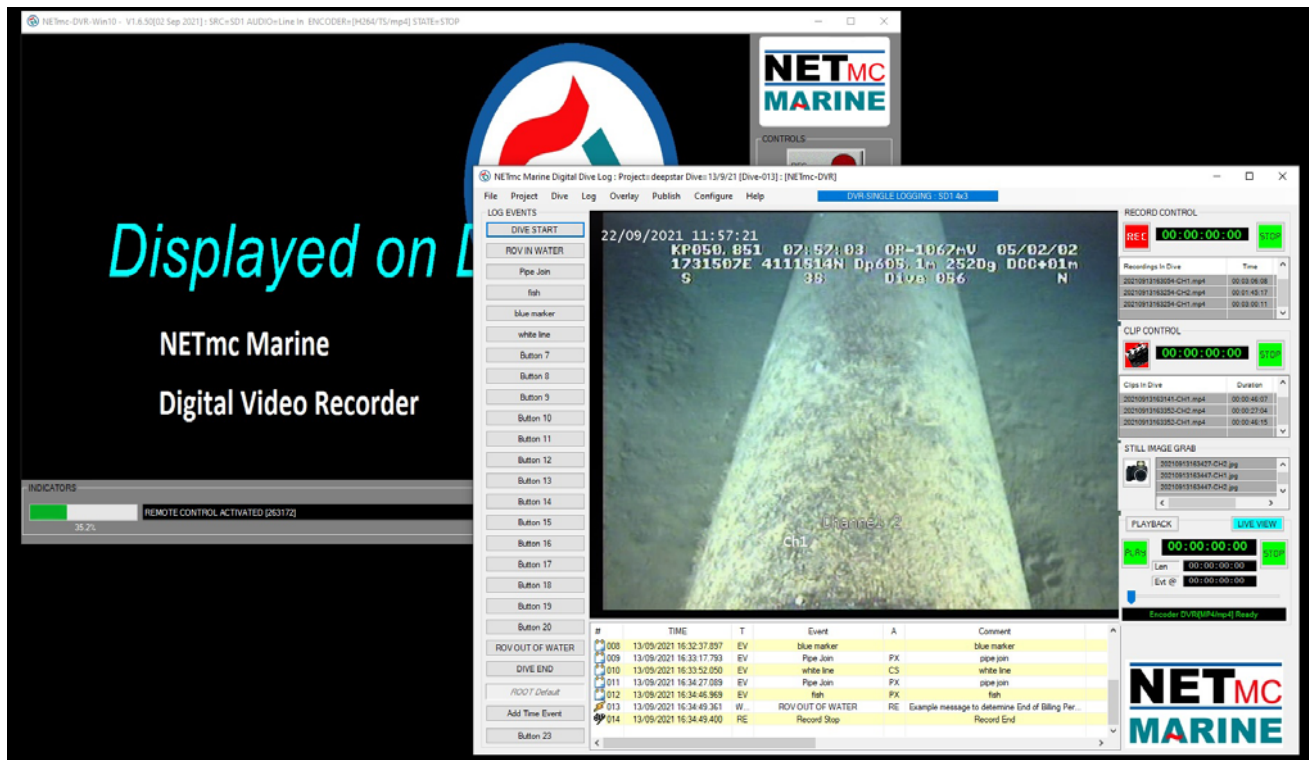 NETmc-DVR-Win10 - V1.6.50[02 Sep 2021] : SRC=SD1 AUDIO=Line In ENCODER=[H264/TS/mp4] STATE=STOP
NETMC
MARINE
CONTROLS
Displayed on
NETmc Marine
Digital Video Recorder
INDICATORS
REMOTE CONTROL ACTIVATED [263172]
35.2%
NETmc Marine Digital Dive Log : Project=deepstar Dive=13/9/21 [Dive-013] : [NETmc-DVR]
File Project Dive Log Overlay Publish Configure Help
DVR-SINGLE LOGGING : SD1 4x3
LOG EVENTS
DIVE START
ROV IN WATER
Pipe Join
fish
blue marker
white line
Button 7
Button 8
Button 9
Button 10
Button 11
Button 12
Button 13
Button 14
Button 15
Button 16
Button 17
Button 18
Button 19
Button 20
ROV OUT OF WATER
DIVE END
ROOT Default
Add Time Event
Button 23
22/09/2021 11:57:21
KP059.851 07:52:03 CP-1067mV 05/02/02
1731507E 4111514N Dp605.1m 252Dg DCC+01m
S 36 Dive 056 N
Channel 2
Ch1
# TIME T Event A Comment
008 13/09/2021 16:32:37.897 EV blue marker blue marker
009 13/09/2021 16:33:17.793 EV Pipe Join PX pipe join
010 13/09/2021 16:33:52.050 EV white line CS white line
011 13/09/2021 16:34:27.089 EV Pipe Join PX pipe join
012 13/09/2021 16:34:46.969 EV fish PX fish
013 13/09/2021 16:34:49.361 W... ROV OUT OF WATER RE Example message to determine End of Billing Per...
014 13/09/2021 16:34:49.400 RE Record Stop Record End
RECORD CONTROL
REC 00:00:00:00 STOP
Recordings In Dive Time
20210913163054-CH1.mp4 00:03:06:08
20210913163254-CH2.mp4 00:01:45:17
20210913163254-CH1.mp4 00:03:00:11
CLIP CONTROL
00:00:00:00 STOP
Clips In Dive Duration
20210913163141-CH1.mp4 00:00:46:07
20210913163352-CH2.mp4 00:00:27:04
20210913163352-CH1.mp4 00:00:46:15
STILL IMAGE GRAB
20210913163427-CH2.jpg
20210913163447-CH1.jpg
20210913163447-CH2.jpg
PLAYBACK LIVE VIEW
PLAY 00:00:00:00 STOP
Len 00:00:00:00
Evt @ 00:00:00:00
Encoder DVR[MP4/mp4] Ready
NETMC
MARINE